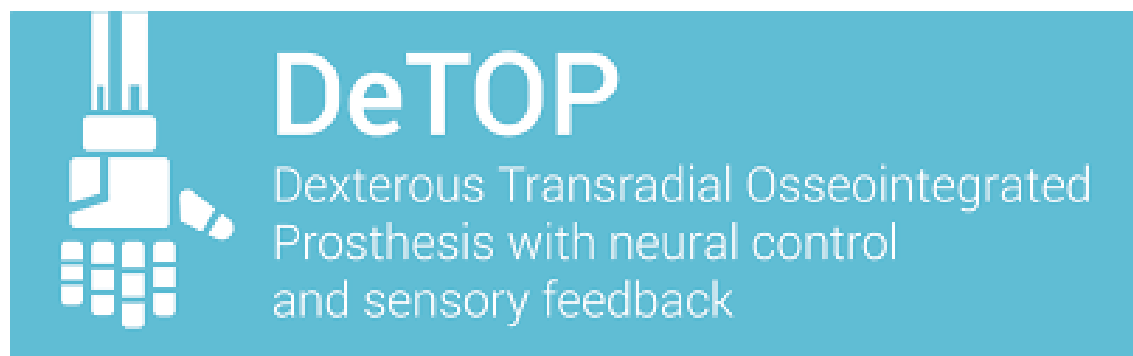 DeTOP
Dexterous Transradial Osseointegrated
Prosthesis with neural control
and sensory feedback